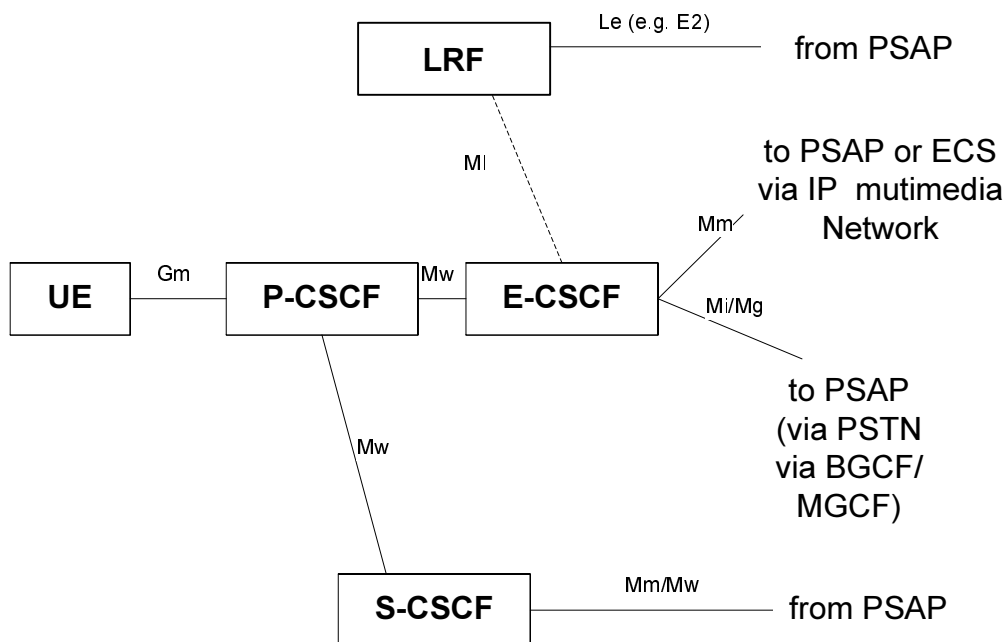 Le (e.g. E2)
from PSAP
LRF
Ml
to PSAP or ECS
via IP mutimedia
Network
Mm
Gm
Mw
UE
P-CSCF
E-CSCF
Mi/Mg
to PSAP
(via PSTN
via BGCF/
MGCF)
Mw
Mm/Mw
S-CSCF
from PSAP